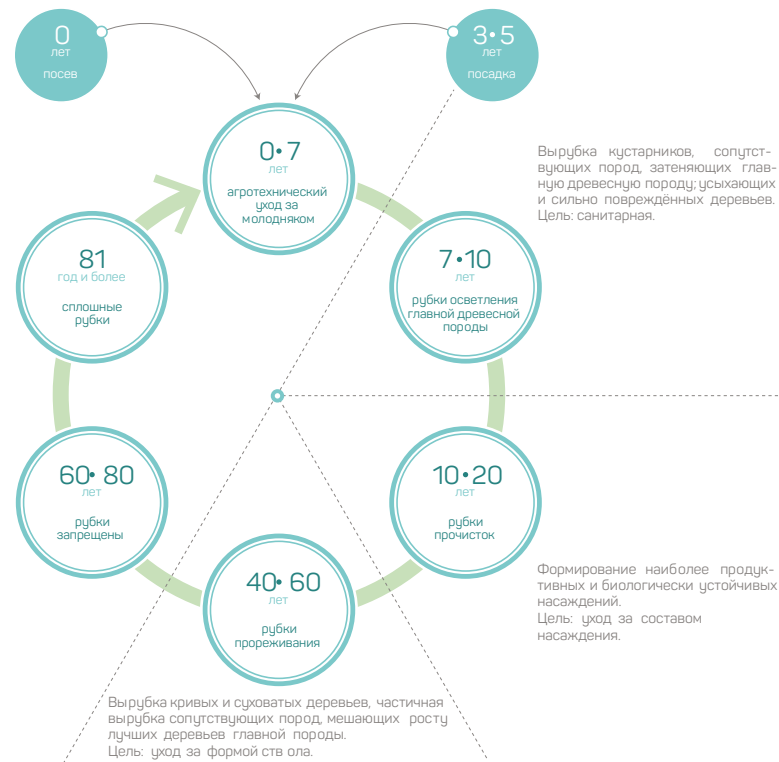 0
лет
посев
3•5
лет
посадка
0•7
лет
агротехнический
уход за
молодняком
Вырубка кустарников, сопутст-
вующих пород, затеняющих глав-
ную древесную породу; усыхающих
и сильно повреждённых деревьев.
Цель: санитарная.
7•10
лет
рубки осветления
главной древесной
породы
10•20
лет
рубки
прочисток
Формирование наиболее продук-
тивных и биологически устойчивых
насаждений.
Цель: уход за составом
насаждения.
40•60
лет
рубки
прореживания
Вырубка кривых и суховатых деревьев, частичная
вырубка сопутствующих пород, мешающих росту
лучших деревьев главной породы.
Цель: уход за формой ств ола.
60•80
лет
рубки
запрещены
81
год и более
сплошные
рубки